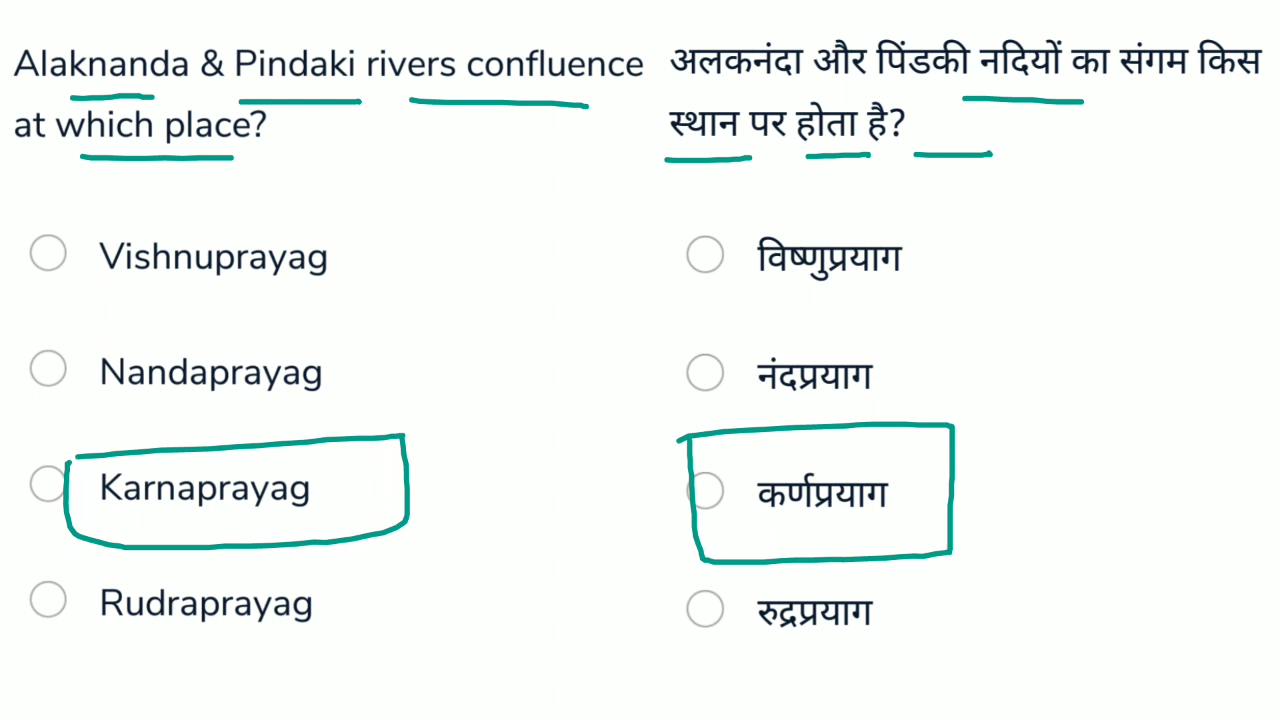 Alaknanda & Pindaki rivers confluence
at which place?
Vishnuprayag
Nandaprayag
Karnaprayag
Rudraprayag
अलकनंदा और पिंडकी नदियों का संगम किस
स्थान पर होता है?
विष्णुप्रयाग
नंदप्रयाग
कर्णप्रयाग
रुद्रप्रयाग